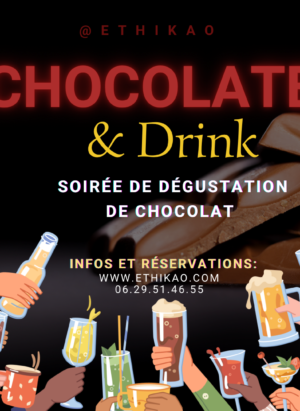 @ETHIKAO
CHOCOLATE
& Drink
SOIRÉE DE DÉGUSTATION
DE CHOCOLAT
INFOS ET RÉSERVATIONS:
WWW.ETHIKAO.COM
06.29.51.46.55